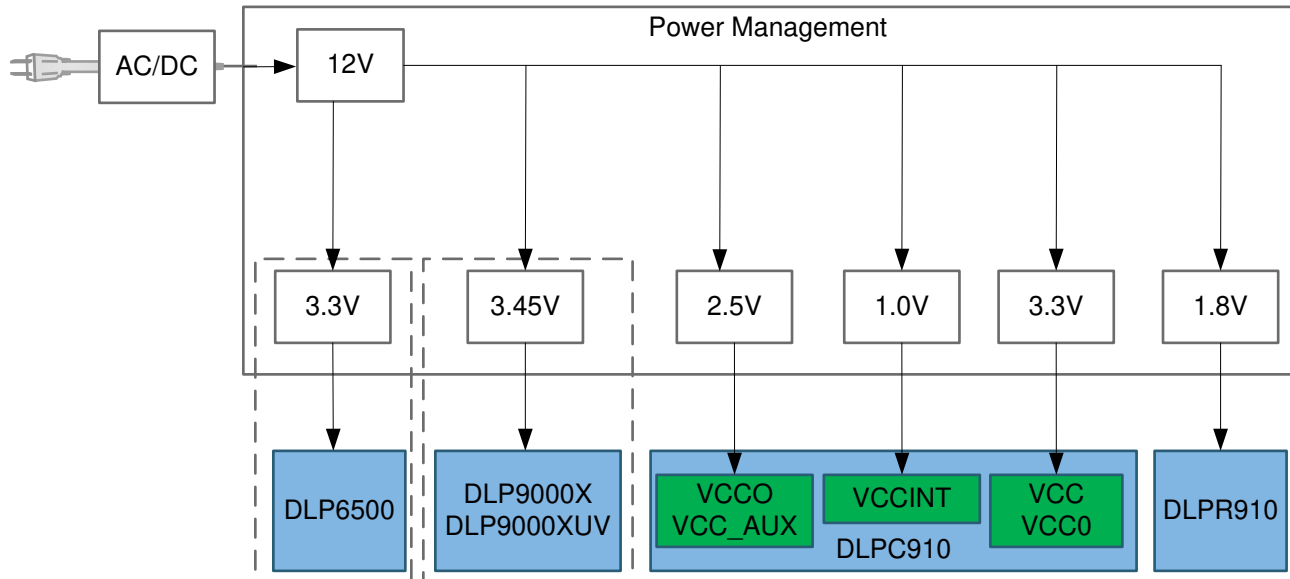 Power Management
AC/DC
12V
3.3V
3.45V
2.5V
1.0V
3.3V
1.8V
DLP6500
DLP9000X
DLP9000XUV
VCCO
VCC_AUX
VCCINT
VCC
VCC0
DLPC910
DLPR910